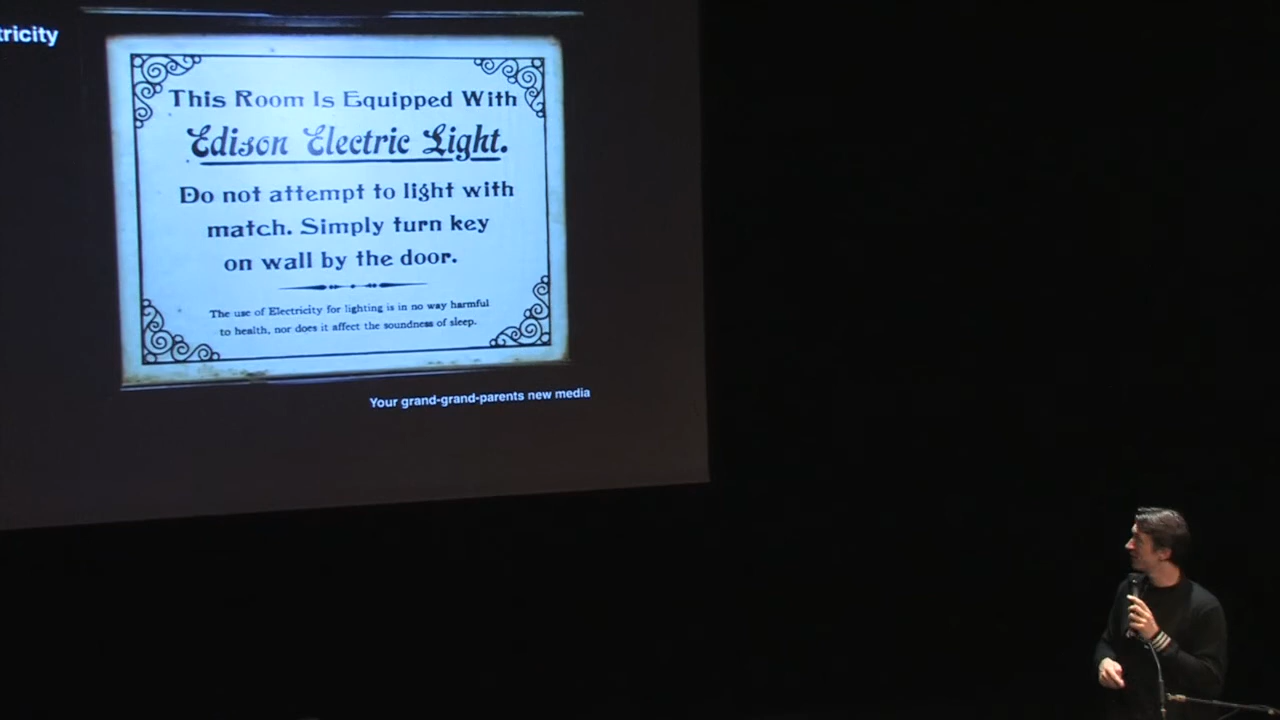 tricity
This Room Is Equipped With
Edison Electric Light.
Do not attempt to light with
match. Simply turn key
on wall by the door.
The use of Electricity for lighting is in no way harmful
to health, nor does it affect the soundness of sleep.
Your grand-grand-parents new media